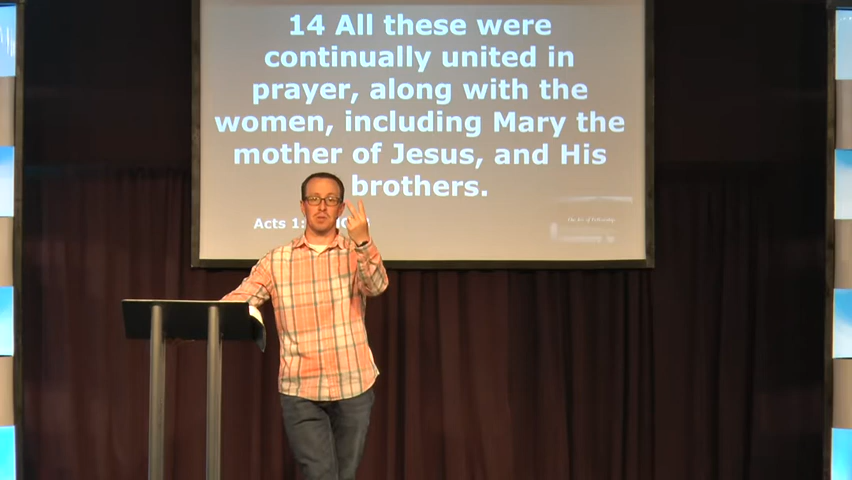 14 All these were
continually united in
prayer, along with the
women, including Mary the
mother of Jesus, and His
brothers.
Acts 1: